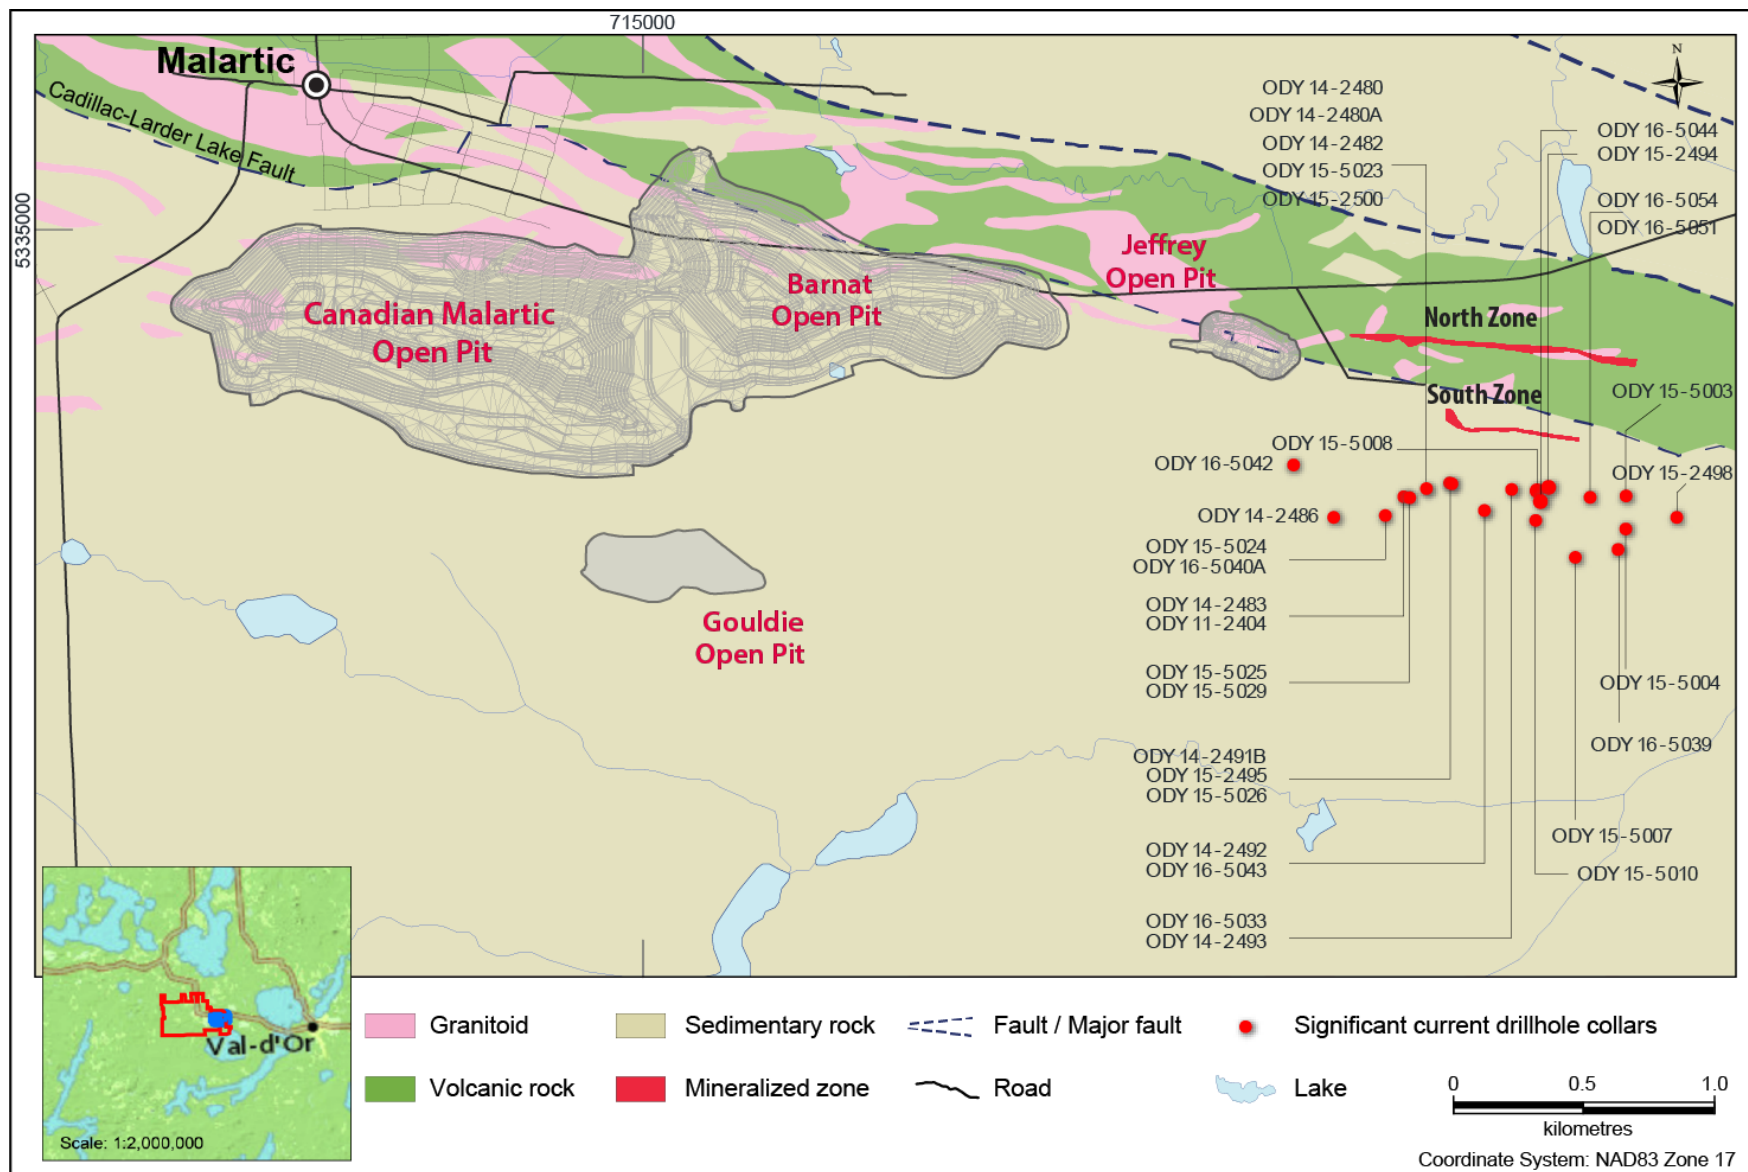 715000
Malartic
Cadillac-Larder Lake Fault
5335000
ODY 14-2480
ODY 14-2480A
ODY 14-2482
ODY 15-5023
ODY 15-2500
N
ODY 16-5044
ODY 15-2494
ODY 16-5054
ODY 16-5051
Jeffrey
Open Pit
Barnat
Open Pit
Canadian Malartic
Open Pit
North Zone
South Zone
ODY 15-5003
ODY 15-5008
ODY 16-5042
ODY 15-2498
ODY 14-2486
ODY 15-5024
ODY 16-5040A
ODY 14-2483
ODY 11-2404
Gouldie
Open Pit
ODY 15-5025
ODY 15-5029
ODY 15-5004
ODY 16-5039
ODY 14-2491B
ODY 15-2495
ODY 15-5026
ODY 15-5007
ODY 14-2492
ODY 16-5043
ODY 15-5010
ODY 16-5033
ODY 14-2493
Val-d'Or
Scale: 1:2,000,000
Granitoid
Sedimentary rock
Fault / Major fault
Significant current drillhole collars
Volcanic rock
Mineralized zone
Road
Lake
0 0.5 1.0
kilometres
Coordinate System: NAD83 Zone 17